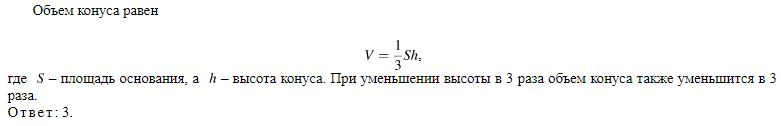 Объем конуса равен
V = \frac{1}{3}Sh,
где S – площадь основания, а h – высота конуса. При уменьшении высоты в 3 раза объем конуса также уменьшится в 3
раза.
Ответ: 3.